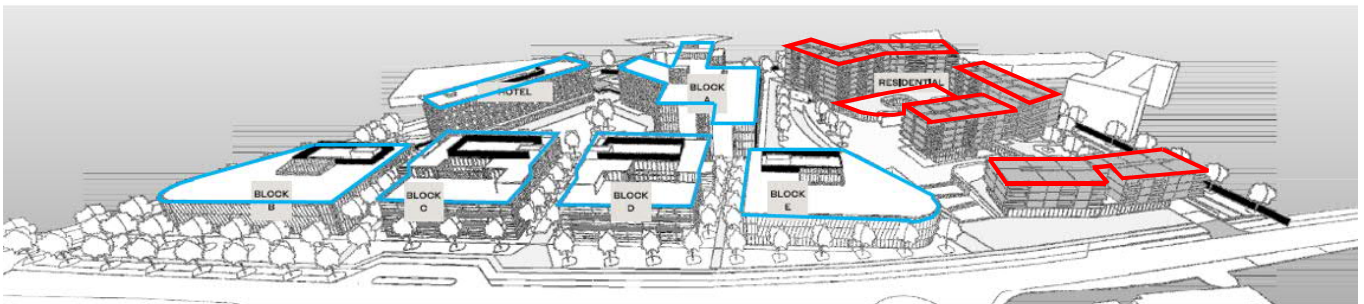 HOTEL
BLOCK
A
RESIDENTIAL
BLOCK
B
BLOCK
C
BLOCK
D
BLOCK
E